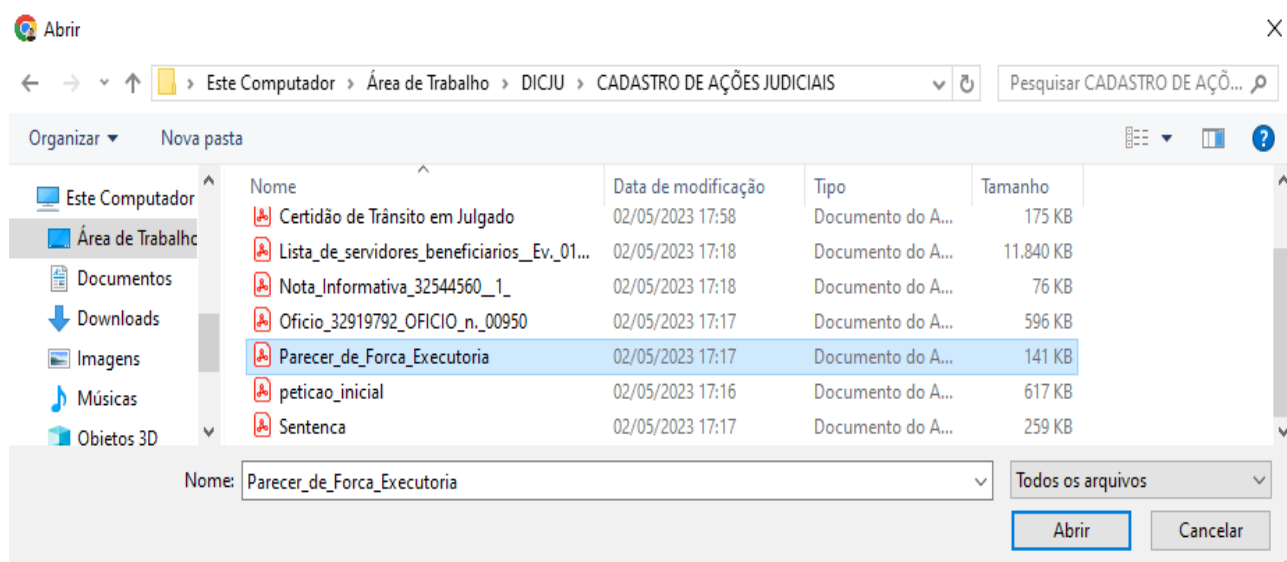 Abrir
Este Computador > Área de Trabalho > DICJU > CADASTRO DE AÇÕES JUDICIAIS
Pesquisar CADASTRO DE AÇÕ...
Organizar Nova pasta
Este Computador
Área de Trabalho
Documentos
Downloads
Imagens
Músicas
Objetos 3D
Nome Data de modificação Tipo Tamanho
Certidão de Trânsito em Julgado 02/05/2023 17:58 Documento do A... 175 KB
Lista_de_servidores_beneficiarios__Ev._01... 02/05/2023 17:18 Documento do A... 11.840 KB
Nota_Informativa_32544560__1_ 02/05/2023 17:18 Documento do A... 76 KB
Oficio_32919792_OFICIO_n._00950 02/05/2023 17:17 Documento do A... 596 KB
Parecer_de_Forca_Executoria 02/05/2023 17:17 Documento do A... 141 KB
peticao_inicial 02/05/2023 17:16 Documento do A... 617 KB
Sentenca 02/05/2023 17:17 Documento do A... 259 KB
Nome: Parecer_de_Forca_Executoria Todos os arquivos
Abrir Cancelar